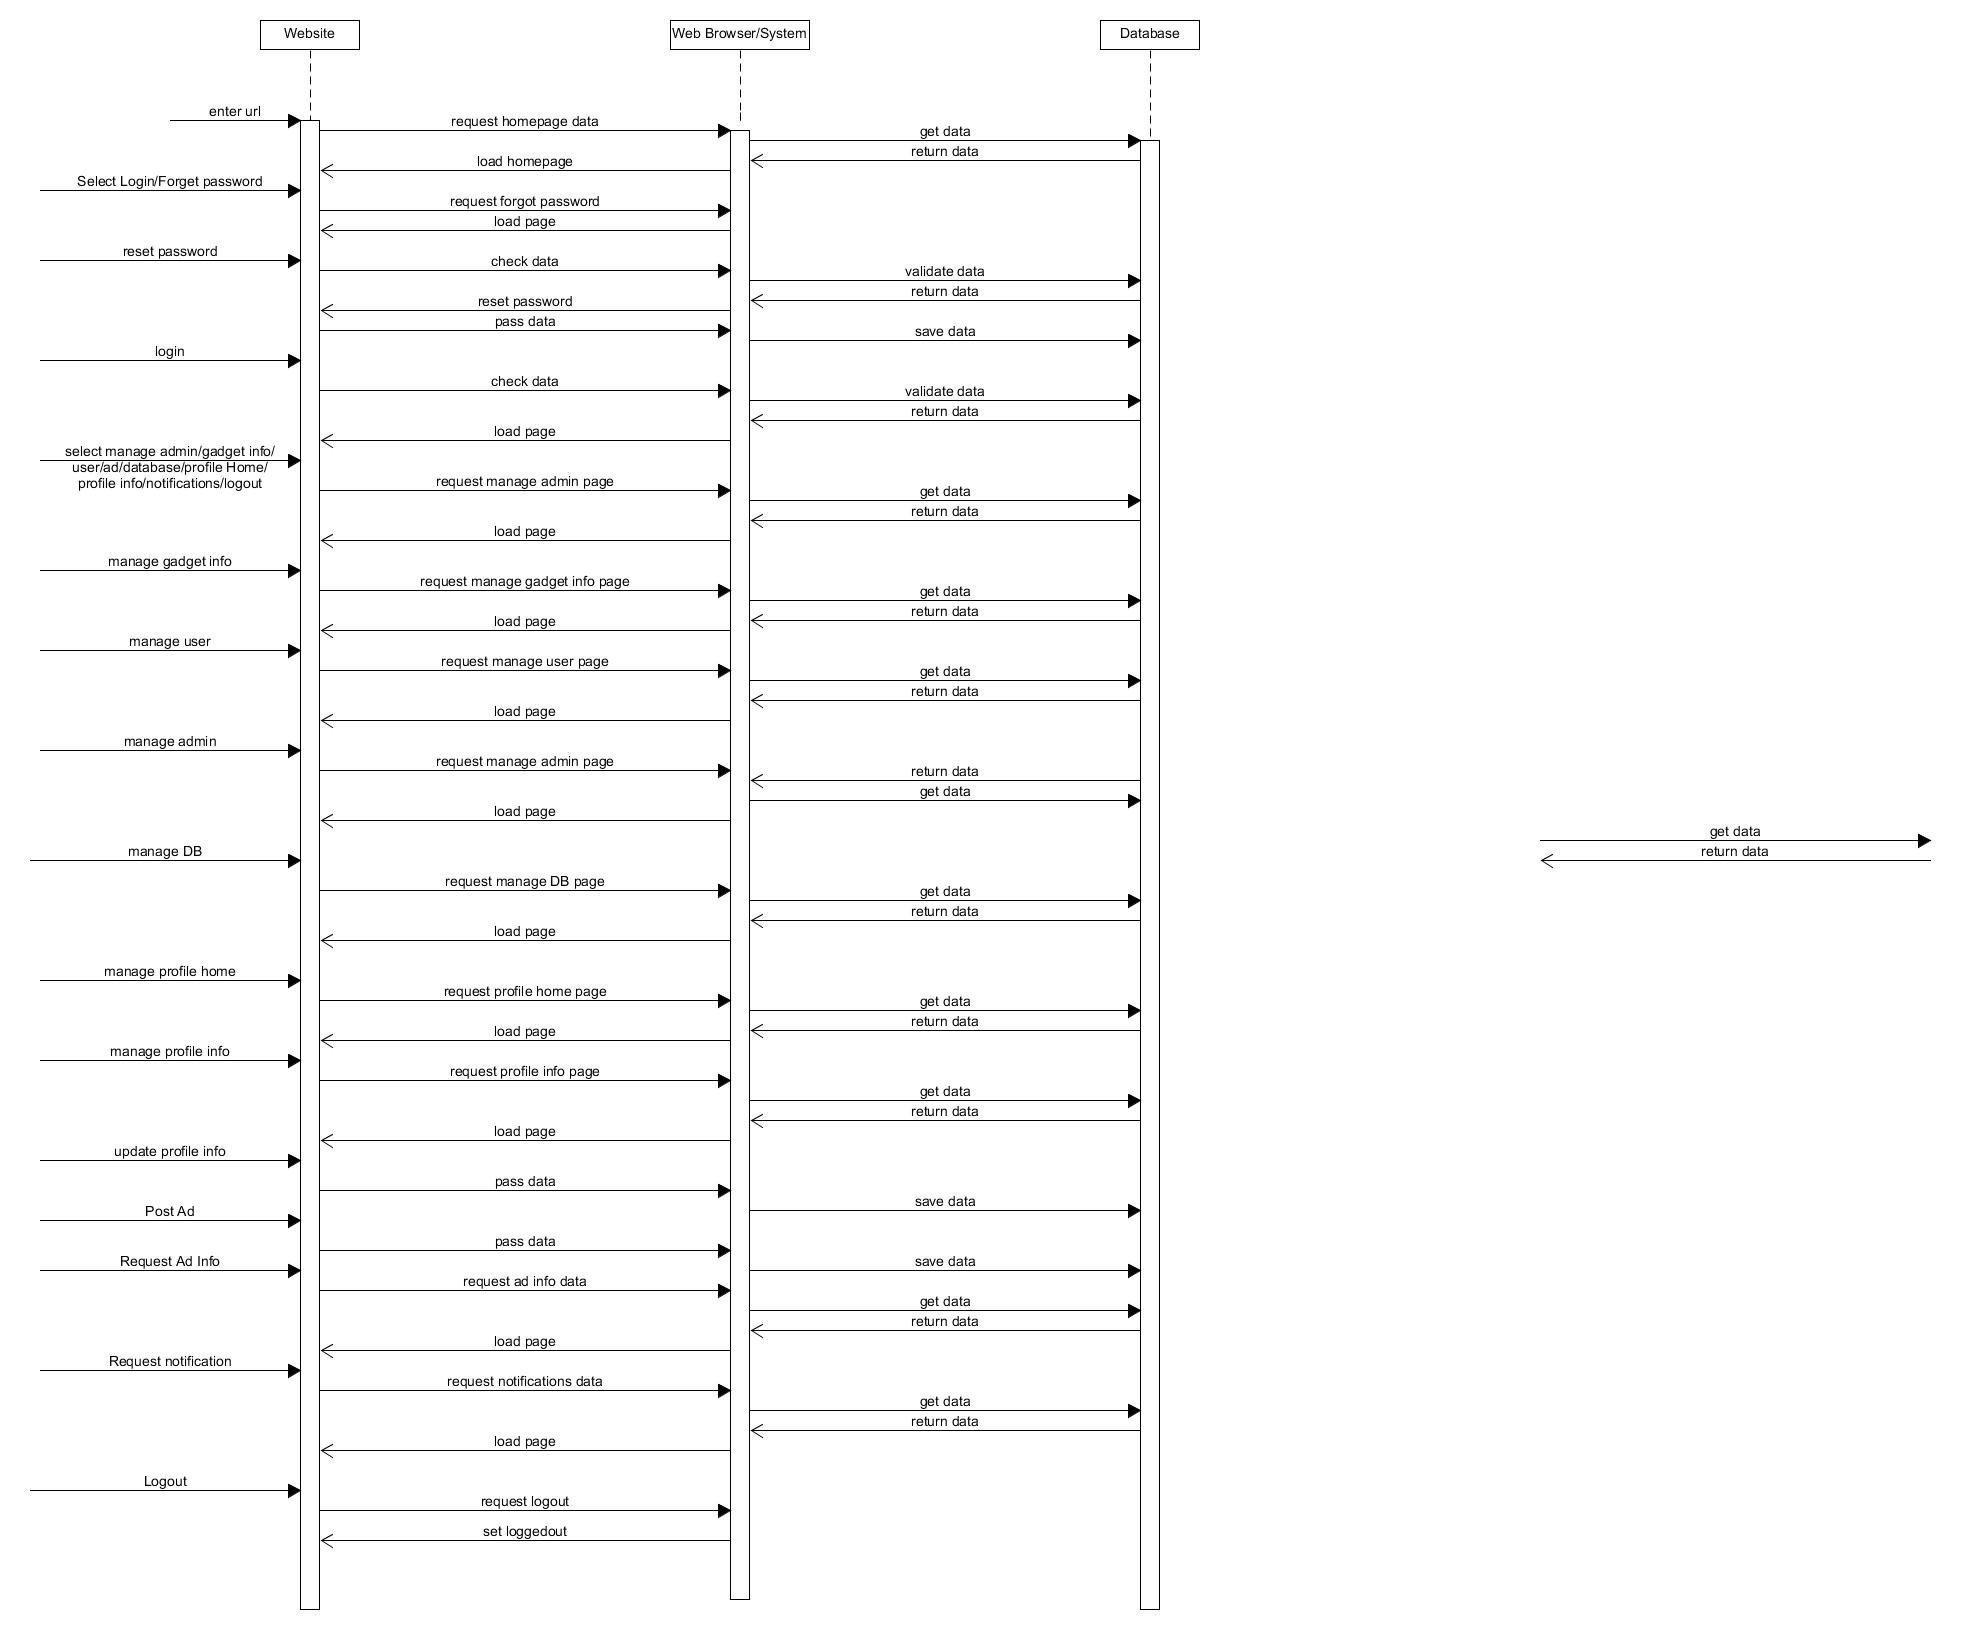 Website
Web Browser/System
Database
enter url
request homepage data
get data
return data
load homepage
Select Login/Forget password
request forgot password
load page
reset password
check data
validate data
return data
reset password
pass data
save data
login
check data
validate data
return data
load page
select manage admin/gadget info/
user/ad/database/profile Home/
profile info/notifications/logout
request manage admin page
get data
return data
load page
manage gadget info
request manage gadget info page
get data
return data
load page
manage user
request manage user page
get data
return data
load page
manage admin
request manage admin page
return data
get data
load page
get data
return data
manage DB
request manage DB page
get data
return data
load page
manage profile home
request profile home page
get data
return data
load page
manage profile info
request profile info page
get data
return data
load page
update profile info
pass data
save data
Post Ad
pass data
save data
Request Ad Info
request ad info data
get data
return data
load page
Request notification
request notifications data
get data
return data
load page
Logout
request logout
set loggedout